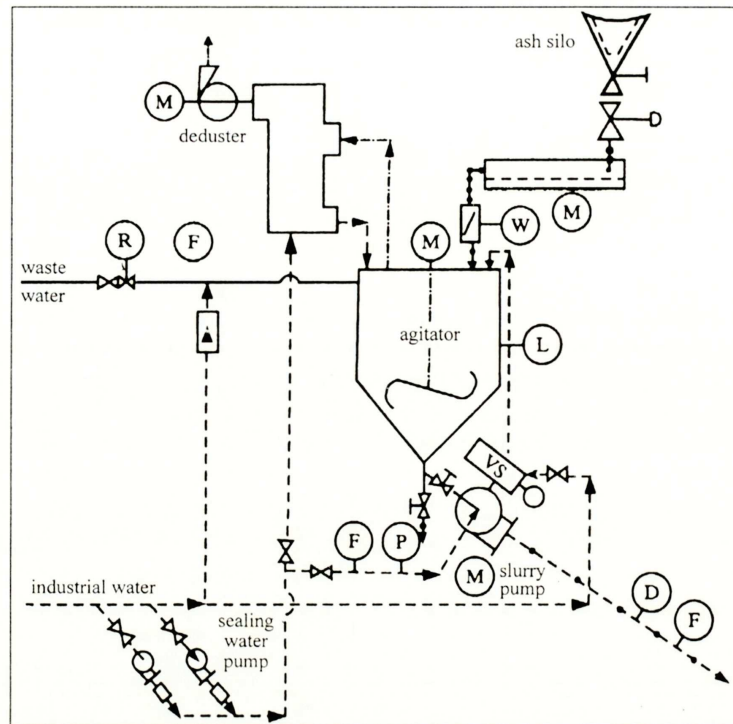 ash silo
M
deduster
M
R
F
M
W
waste
water
agitator
L
VS
F
P
M
slurry
pump
industrial water
sealing
water
pump
D
F